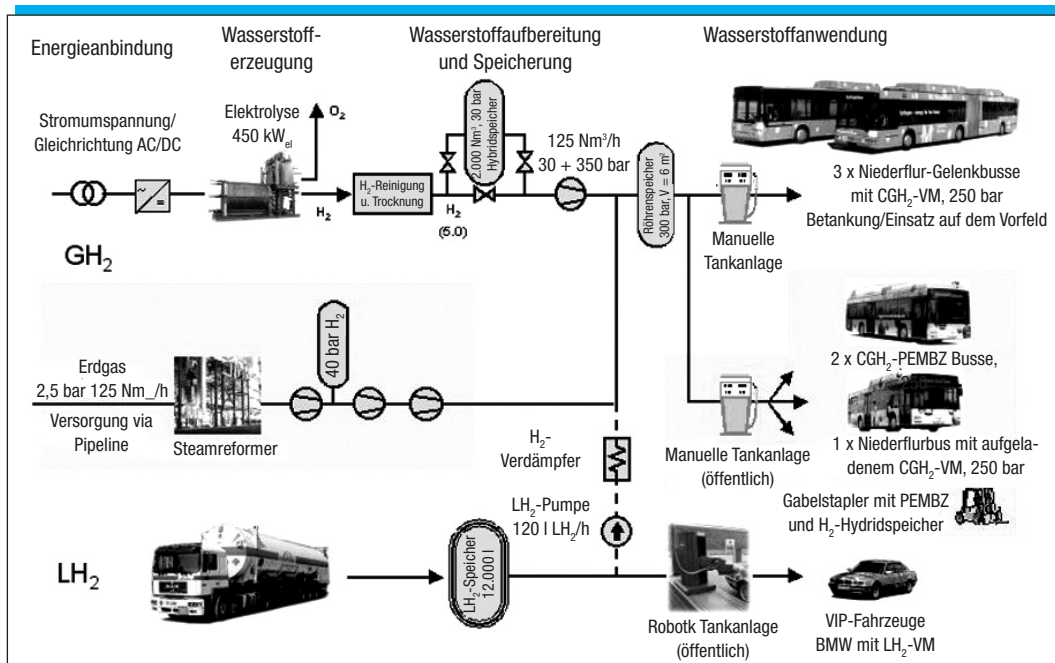 Energieanbindung
Wasserstoff-
erzeugung
Wasserstoffaufbereitung
und Speicherung
Wasserstoffanwendung
Stromumspannung/
Gleichrichtung AC/DC
Elektrolyse
450 kWel
O2
H2
H2-Reinigung
u. Trocknung
H2
(5.0)
2.000 Nm³, 30 bar
Hybridspeicher
125 Nm³/h
30 + 350 bar
Röhrenspeicher
300 bar, V = 6 m²
Manuelle
Tankanlage
3 x Niederflur-Gelenkbusse
mit CGH2-VM, 250 bar
Betankung/Einsatz auf dem Vorfeld
GH2
Erdgas
2,5 bar 125 Nm_/h
Versorgung via
Pipeline
Steamreformer
40 bar H2
H2-
Verdämpfer
Manuelle Tankanlage
(öffentlich)
2 x CGH2-PEMBZ Busse,
1 x Niederflurbus mit aufgela-
denem CGH2-VM, 250 bar
Gabelstapler mit PEMBZ
und H2-Hydridspeicher
LH2-Pumpe
120 l LH2/h
LH2
LH2-Speicher
12.000 l
Robotk Tankanlage
(öffentlich)
VIP-Fahrzeuge
BMW mit LH2-VM